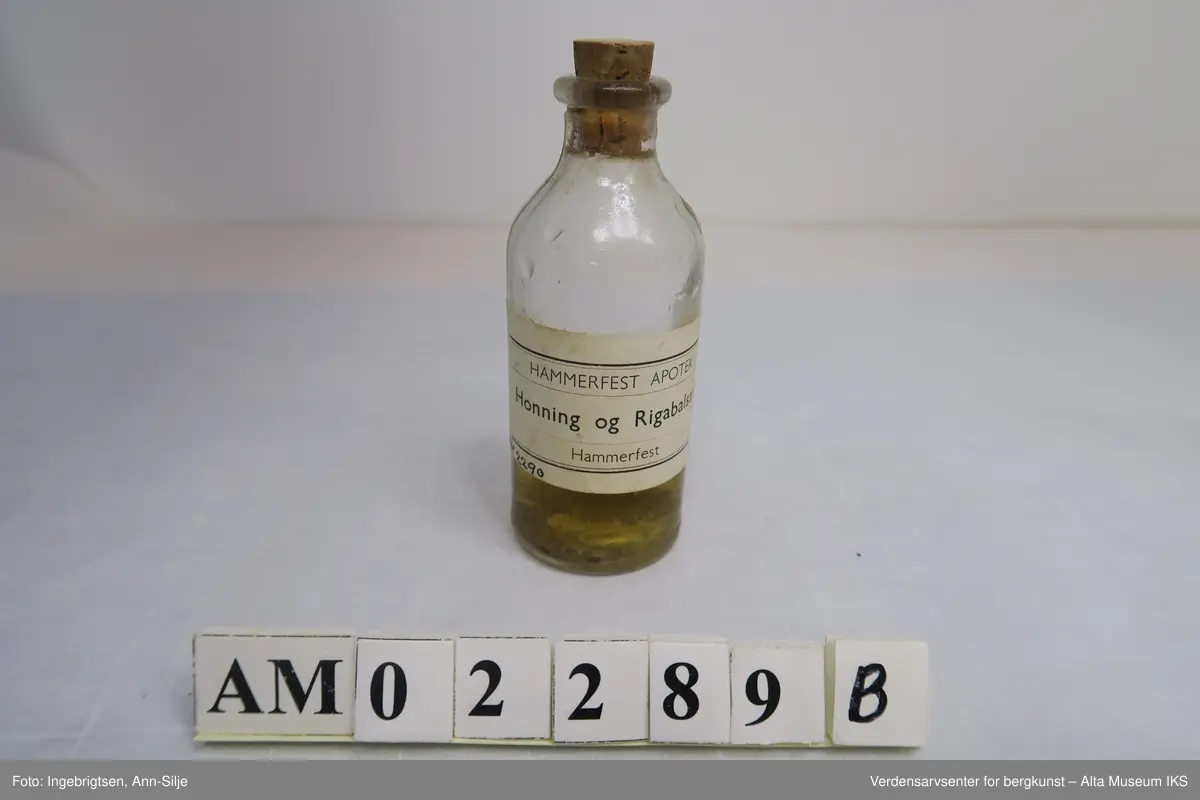 HAMMERFEST APOTEK
Honning og Rigabals
Hammerfest
2290
AM 0 2 2 8 9 B
Foto: Ingebrigtsen, Ann-Silje
Verdensarvsenter for bergkunst – Alta Museum IKS